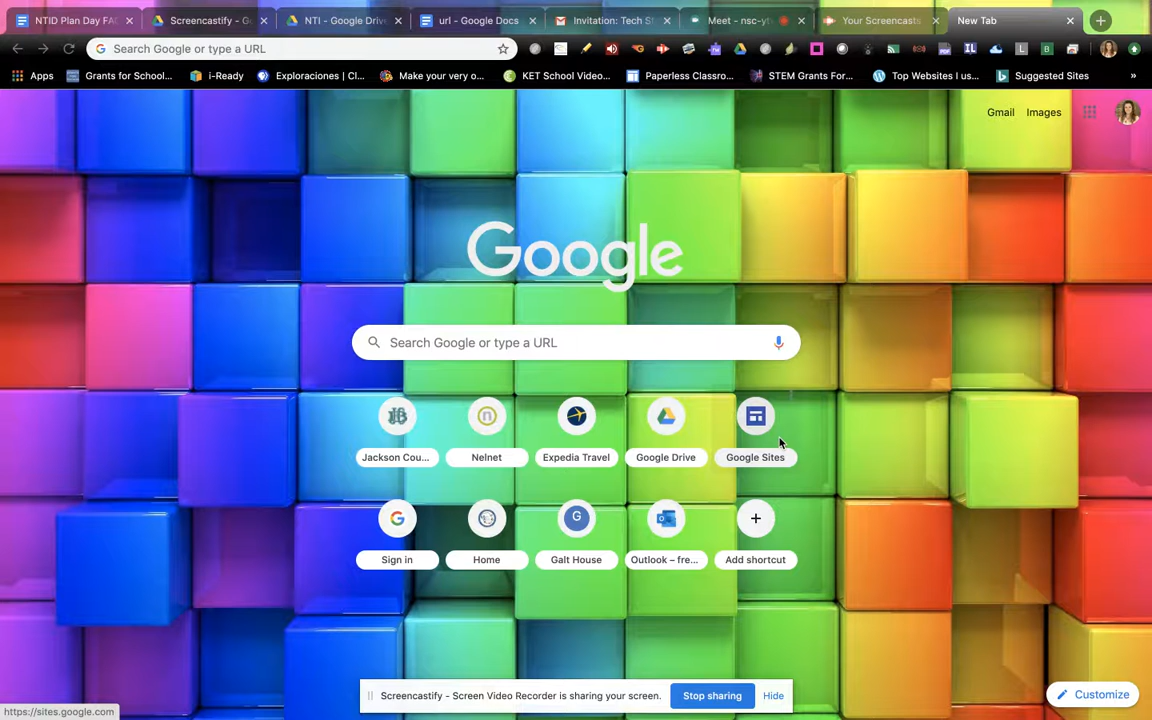 NTID Plan Day FAQ
Screencastify - Go
NTI - Google Drive
url - Google Docs
Invitation: Tech St
Meet - nsc-yt
Your Screencasts
New Tab
Search Google or type a URL
Apps
Grants for School...
i-Ready
Exploraciones | Cl...
Make your very o...
KET School Video...
Paperless Classro...
STEM Grants For...
Top Websites I us...
Suggested Sites
»
Gmail
Images
Google
Search Google or type a URL
Jackson Cou...
Nelnet
Expedia Travel
Google Drive
Google Sites
Sign in
Home
Galt House
Outlook – fre...
Add shortcut
Screencastify - Screen Video Recorder is sharing your screen.
Stop sharing
Hide
Customize
https://sites.google.com